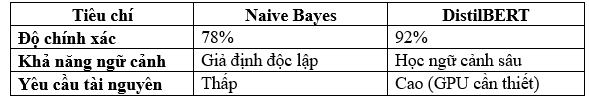 Tiêu chí Naive Bayes DistilBERT
Độ chính xác 78% 92%
Khả năng ngữ cảnh Giả định độc lập Học ngữ cảnh sâu
Yêu cầu tài nguyên Thấp Cao (GPU cần thiết)